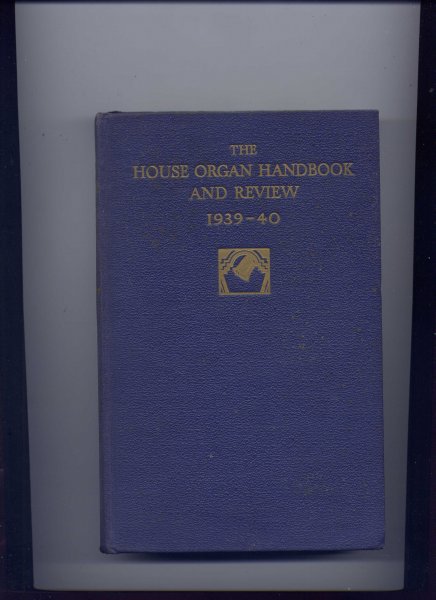 THE
HOUSE ORGAN HANDBOOK
AND REVIEW
1939-40